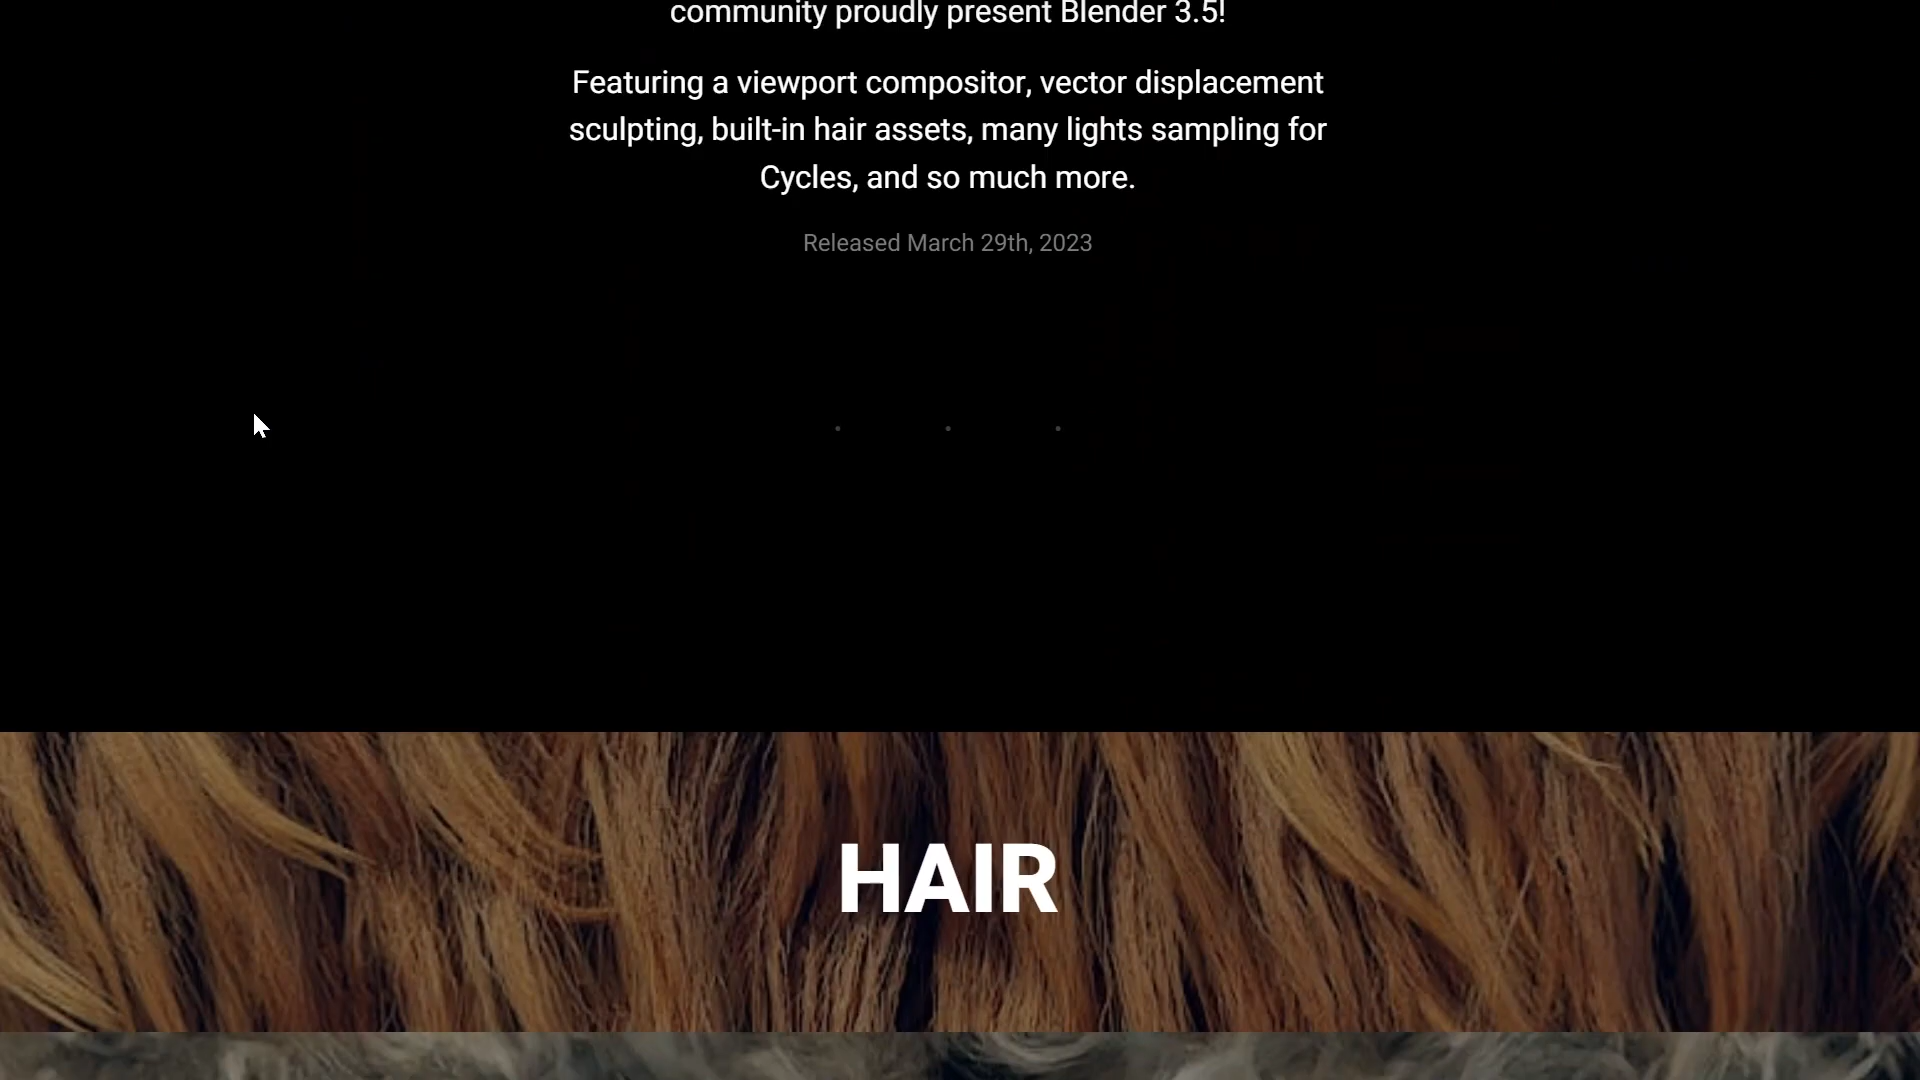 community proudly present Blender 3.5!
Featuring a viewport compositor, vector displacement
sculpting, built-in hair assets, many lights sampling for
Cycles, and so much more.
Released March 29th, 2023
HAIR